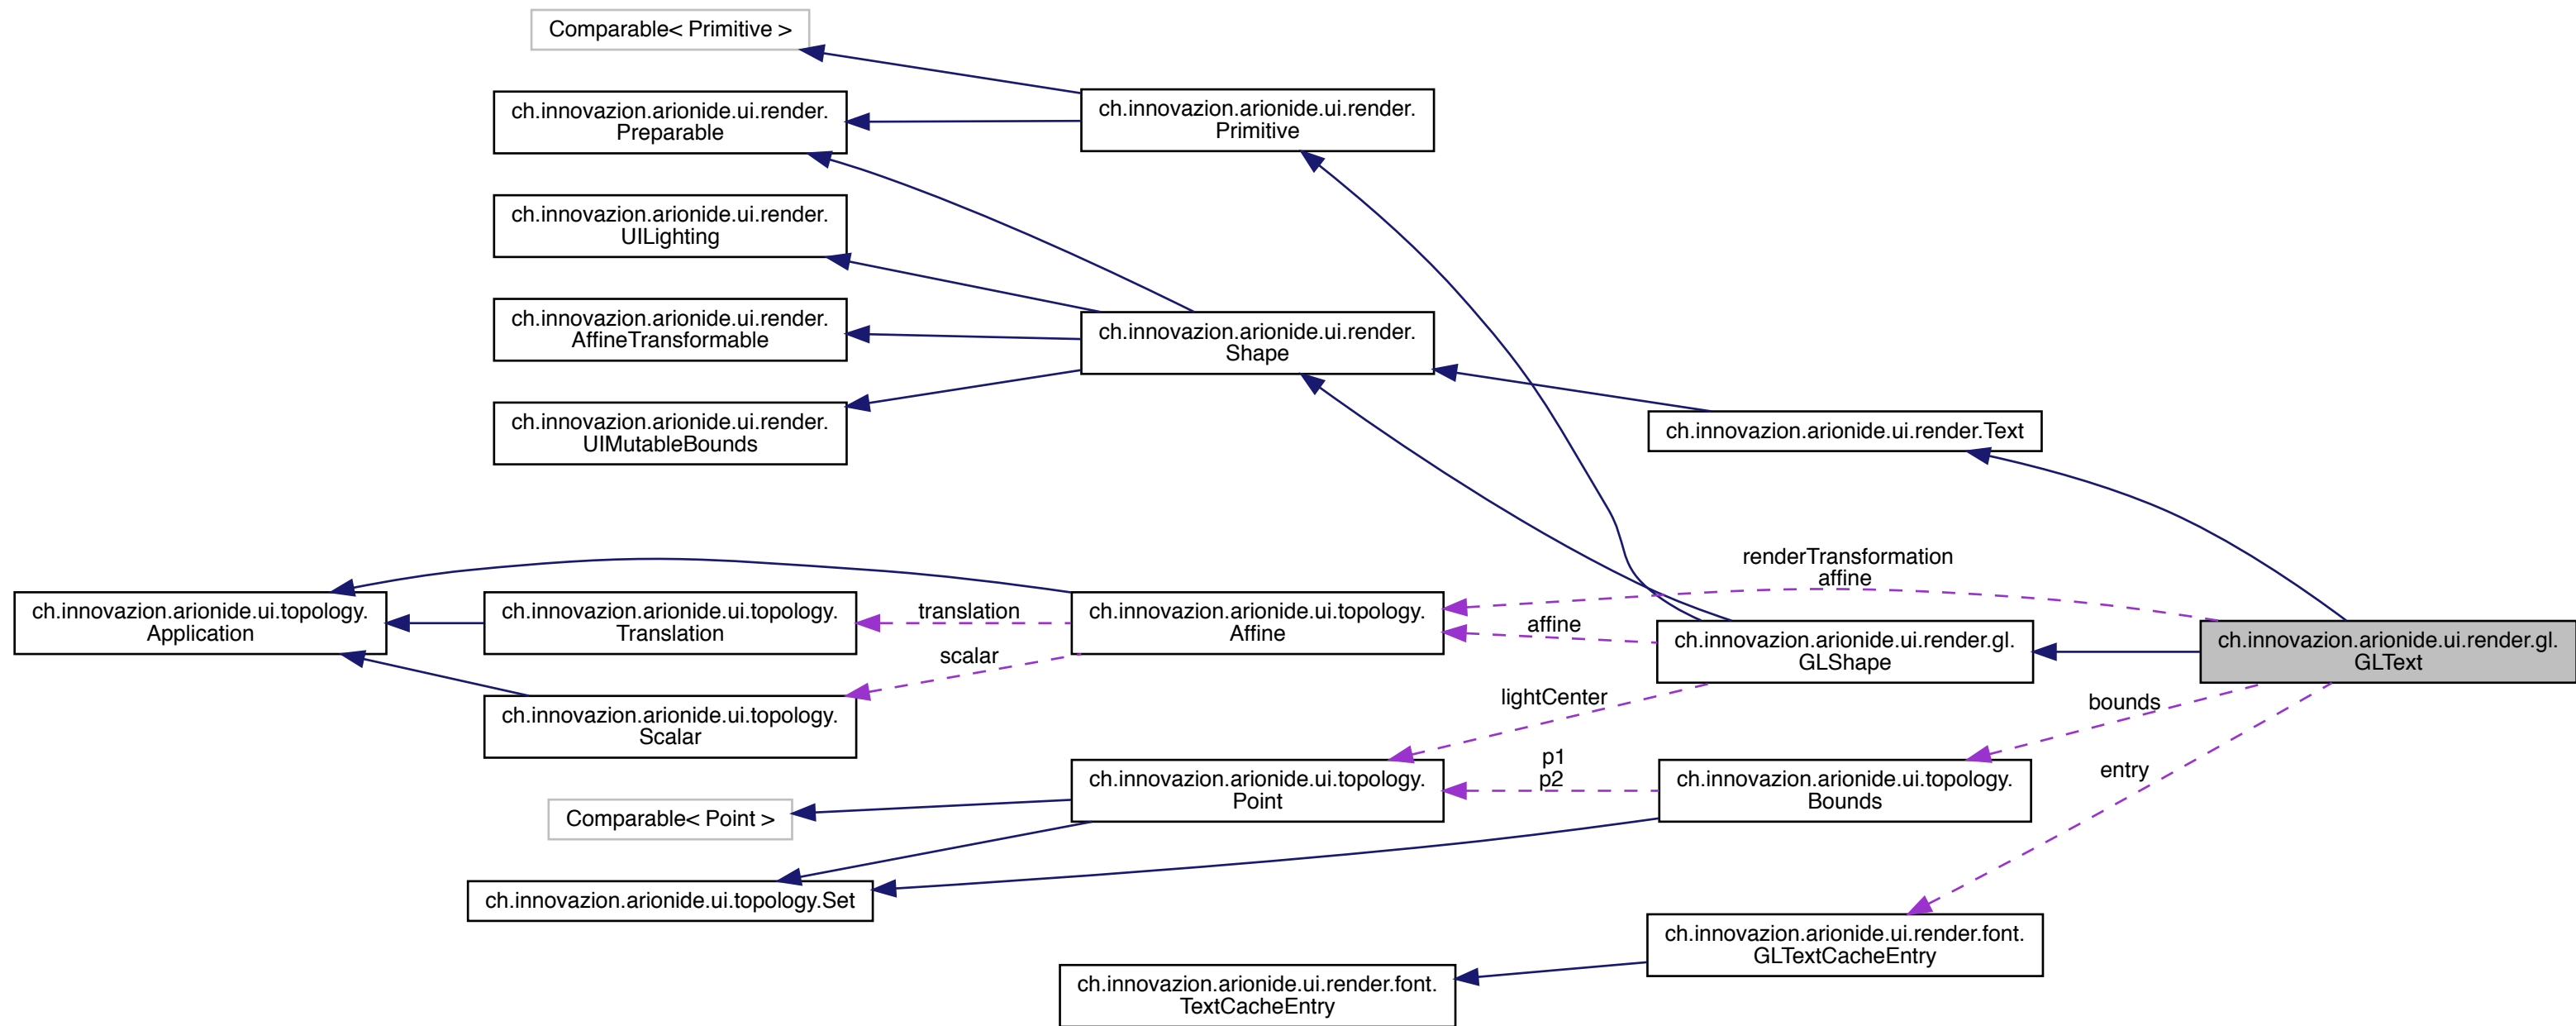 Comparable< Primitive >
ch.innovazion.arionide.ui.render.
Preparable
ch.innovazion.arionide.ui.render.
Primitive
ch.innovazion.arionide.ui.render.
UILighting
ch.innovazion.arionide.ui.render.
AffineTransformable
ch.innovazion.arionide.ui.render.
Shape
ch.innovazion.arionide.ui.render.
UIMutableBounds
ch.innovazion.arionide.ui.render.Text
renderTransformation
affine
ch.innovazion.arionide.ui.topology.
Application
ch.innovazion.arionide.ui.topology.
Translation
translation
ch.innovazion.arionide.ui.topology.
Affine
affine
ch.innovazion.arionide.ui.render.gl.
GLShape
ch.innovazion.arionide.ui.render.gl.
GLText
scalar
ch.innovazion.arionide.ui.topology.
Scalar
lightCenter
bounds
ch.innovazion.arionide.ui.topology.
Point
p1
p2
ch.innovazion.arionide.ui.topology.
Bounds
entry
Comparable< Point >
ch.innovazion.arionide.ui.topology.Set
ch.innovazion.arionide.ui.render.font.
GLTextCacheEntry
ch.innovazion.arionide.ui.render.font.
TextCacheEntry